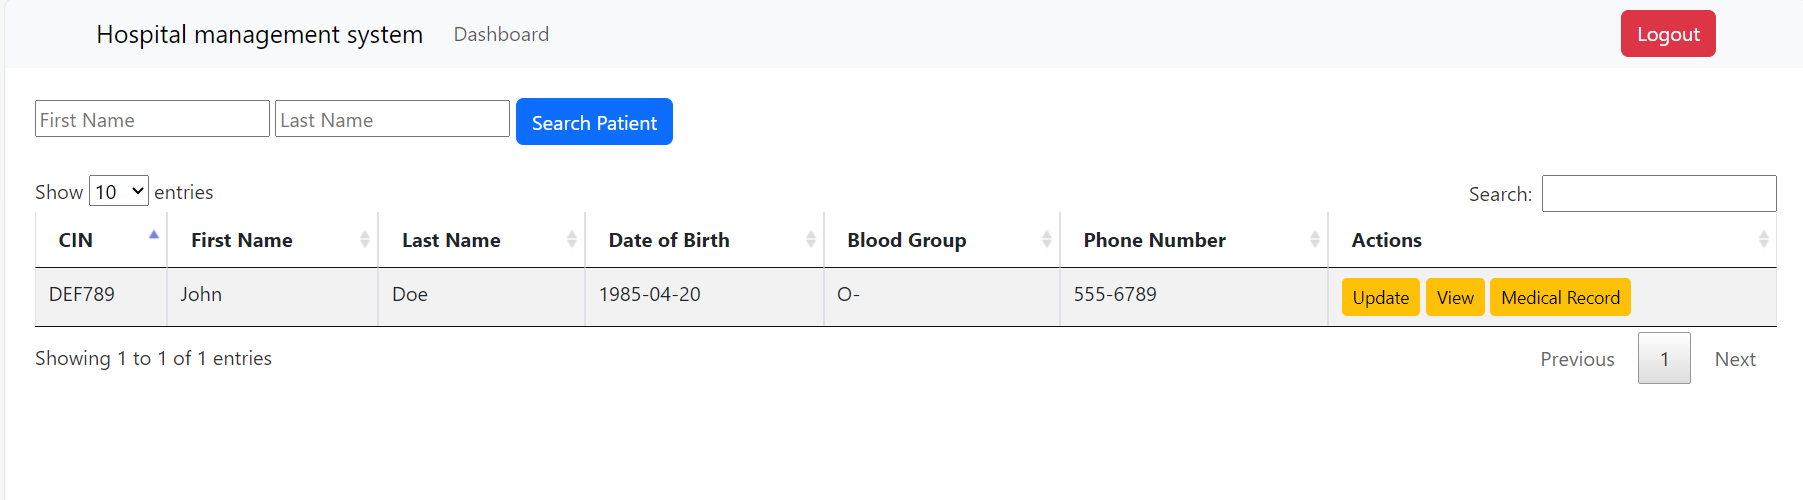 Hospital management system Dashboard Logout
First Name Last Name Search Patient
Show 10 entries Search:
CIN First Name Last Name Date of Birth Blood Group Phone Number Actions
DEF789 John Doe 1985-04-20 O- 555-6789 Update View Medical Record
Showing 1 to 1 of 1 entries Previous 1 Next